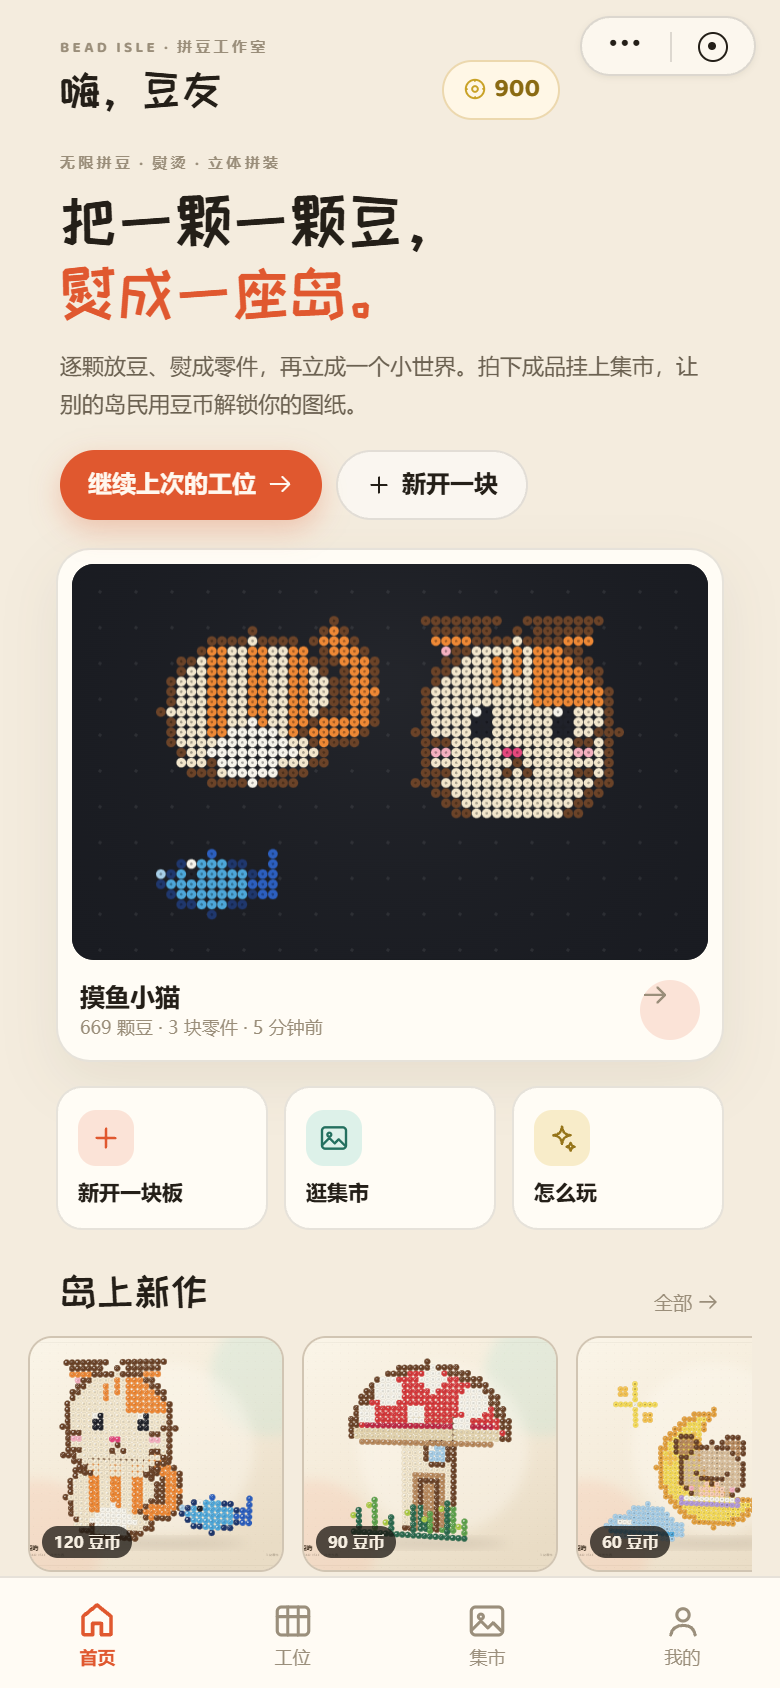 BEAD ISLE · 拼豆工作室
嗨，豆友
900
无限拼豆 · 熨烫 · 立体拼装
把一颗一颗豆，
熨成一座岛。
逐颗放豆、熨成零件，再立成一个小世界。拍下成品挂上集市，让
别的岛民用豆币解锁你的图纸。
继续上次的工位 →
+ 新开一块
摸鱼小猫
669 颗豆 · 3 块零件 · 5 分钟前
新开一块板
逛集市
怎么玩
岛上新作
全部 →
120 豆币
90 豆币
60 豆币
首页
工位
集市
我的